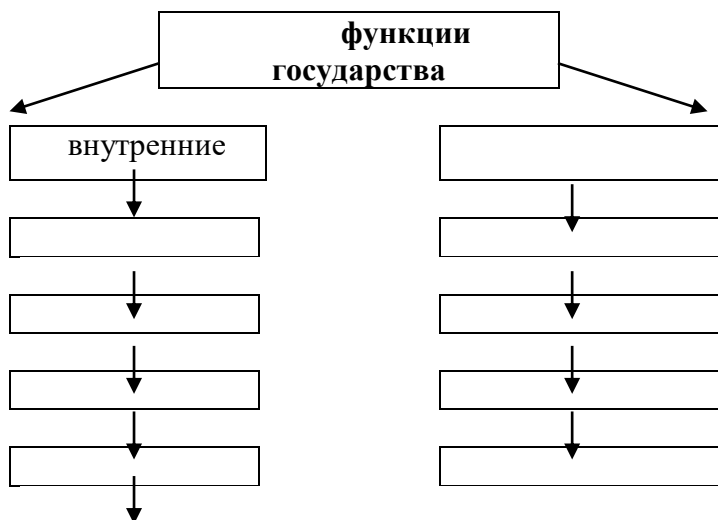 функции
государства
внутренние